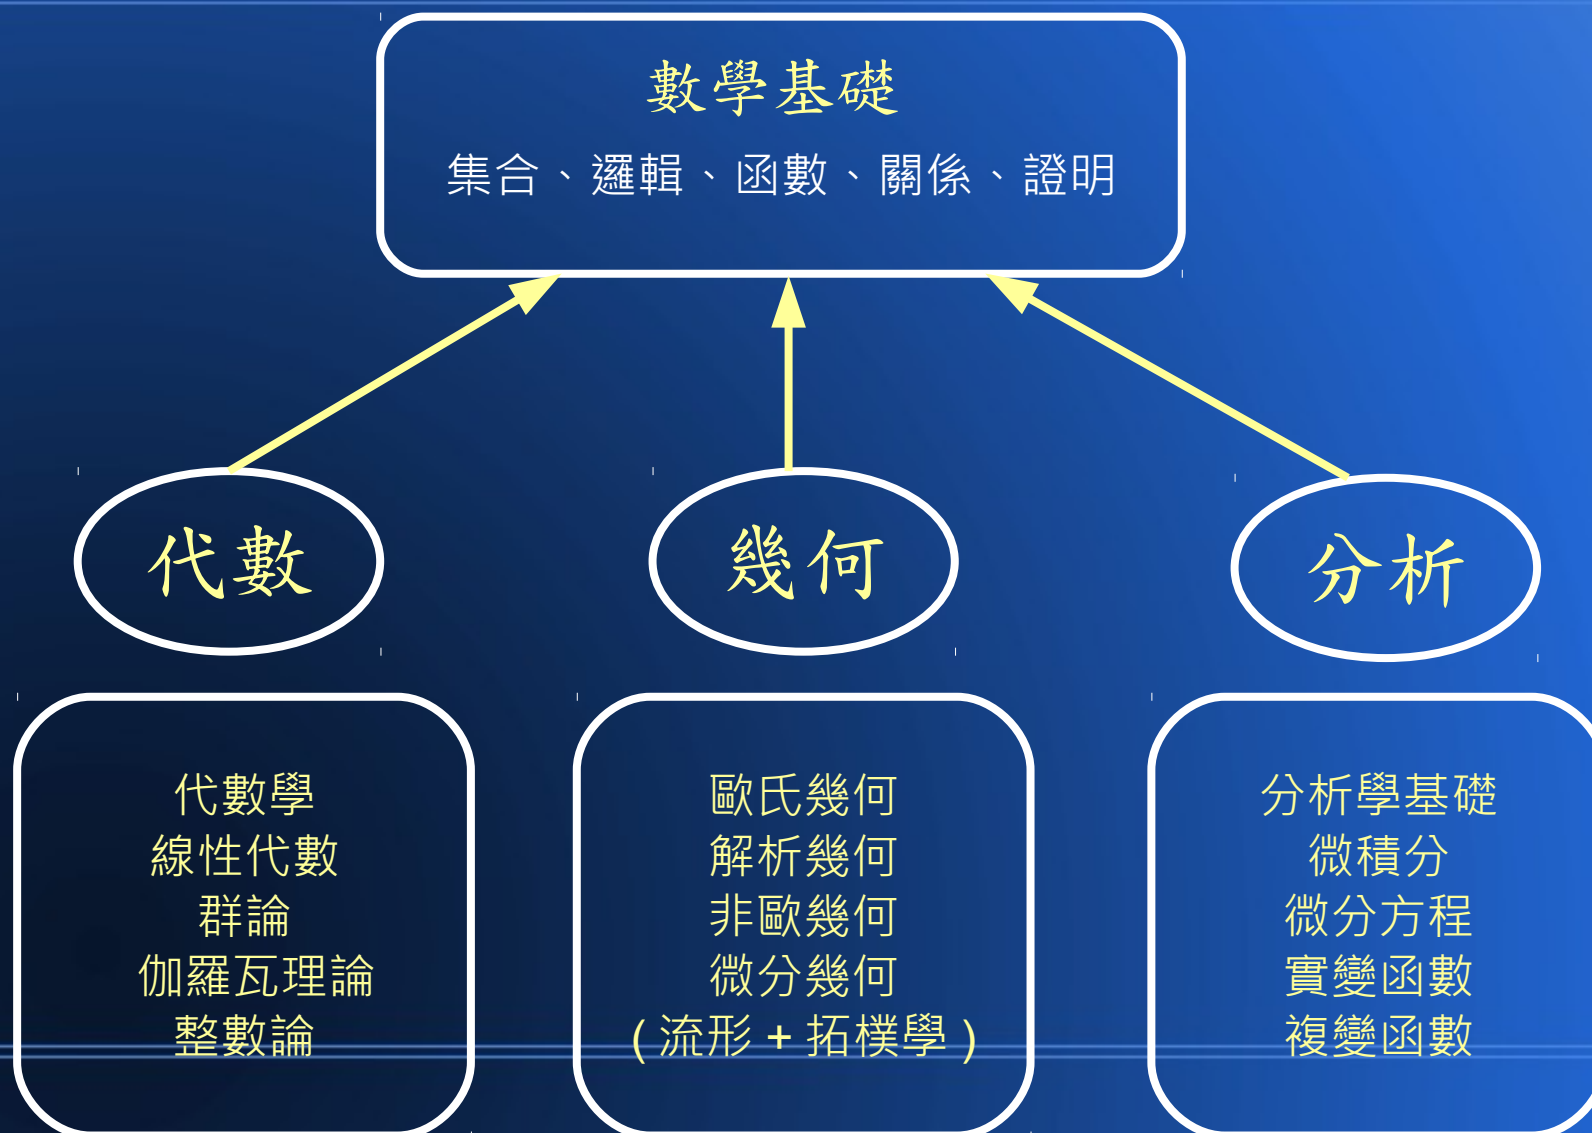 數學基礎
集合、邏輯、函數、關係、證明
代數
幾何
分析
代數學
線性代數
群論
伽羅瓦理論
整數論
歐氏幾何
解析幾何
非歐幾何
微分幾何
( 流形 + 拓樸學 )
分析學基礎
微積分
微分方程
實變函數
複變函數